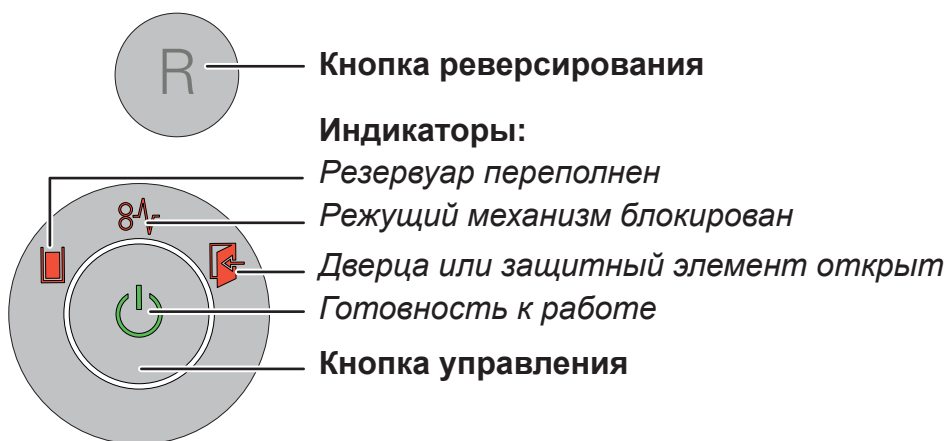 R
Кнопка реверсирования
Индикаторы:
Резервуар переполнен
Режущий механизм блокирован
Дверца или защитный элемент открыт
Готовность к работе
Кнопка управления